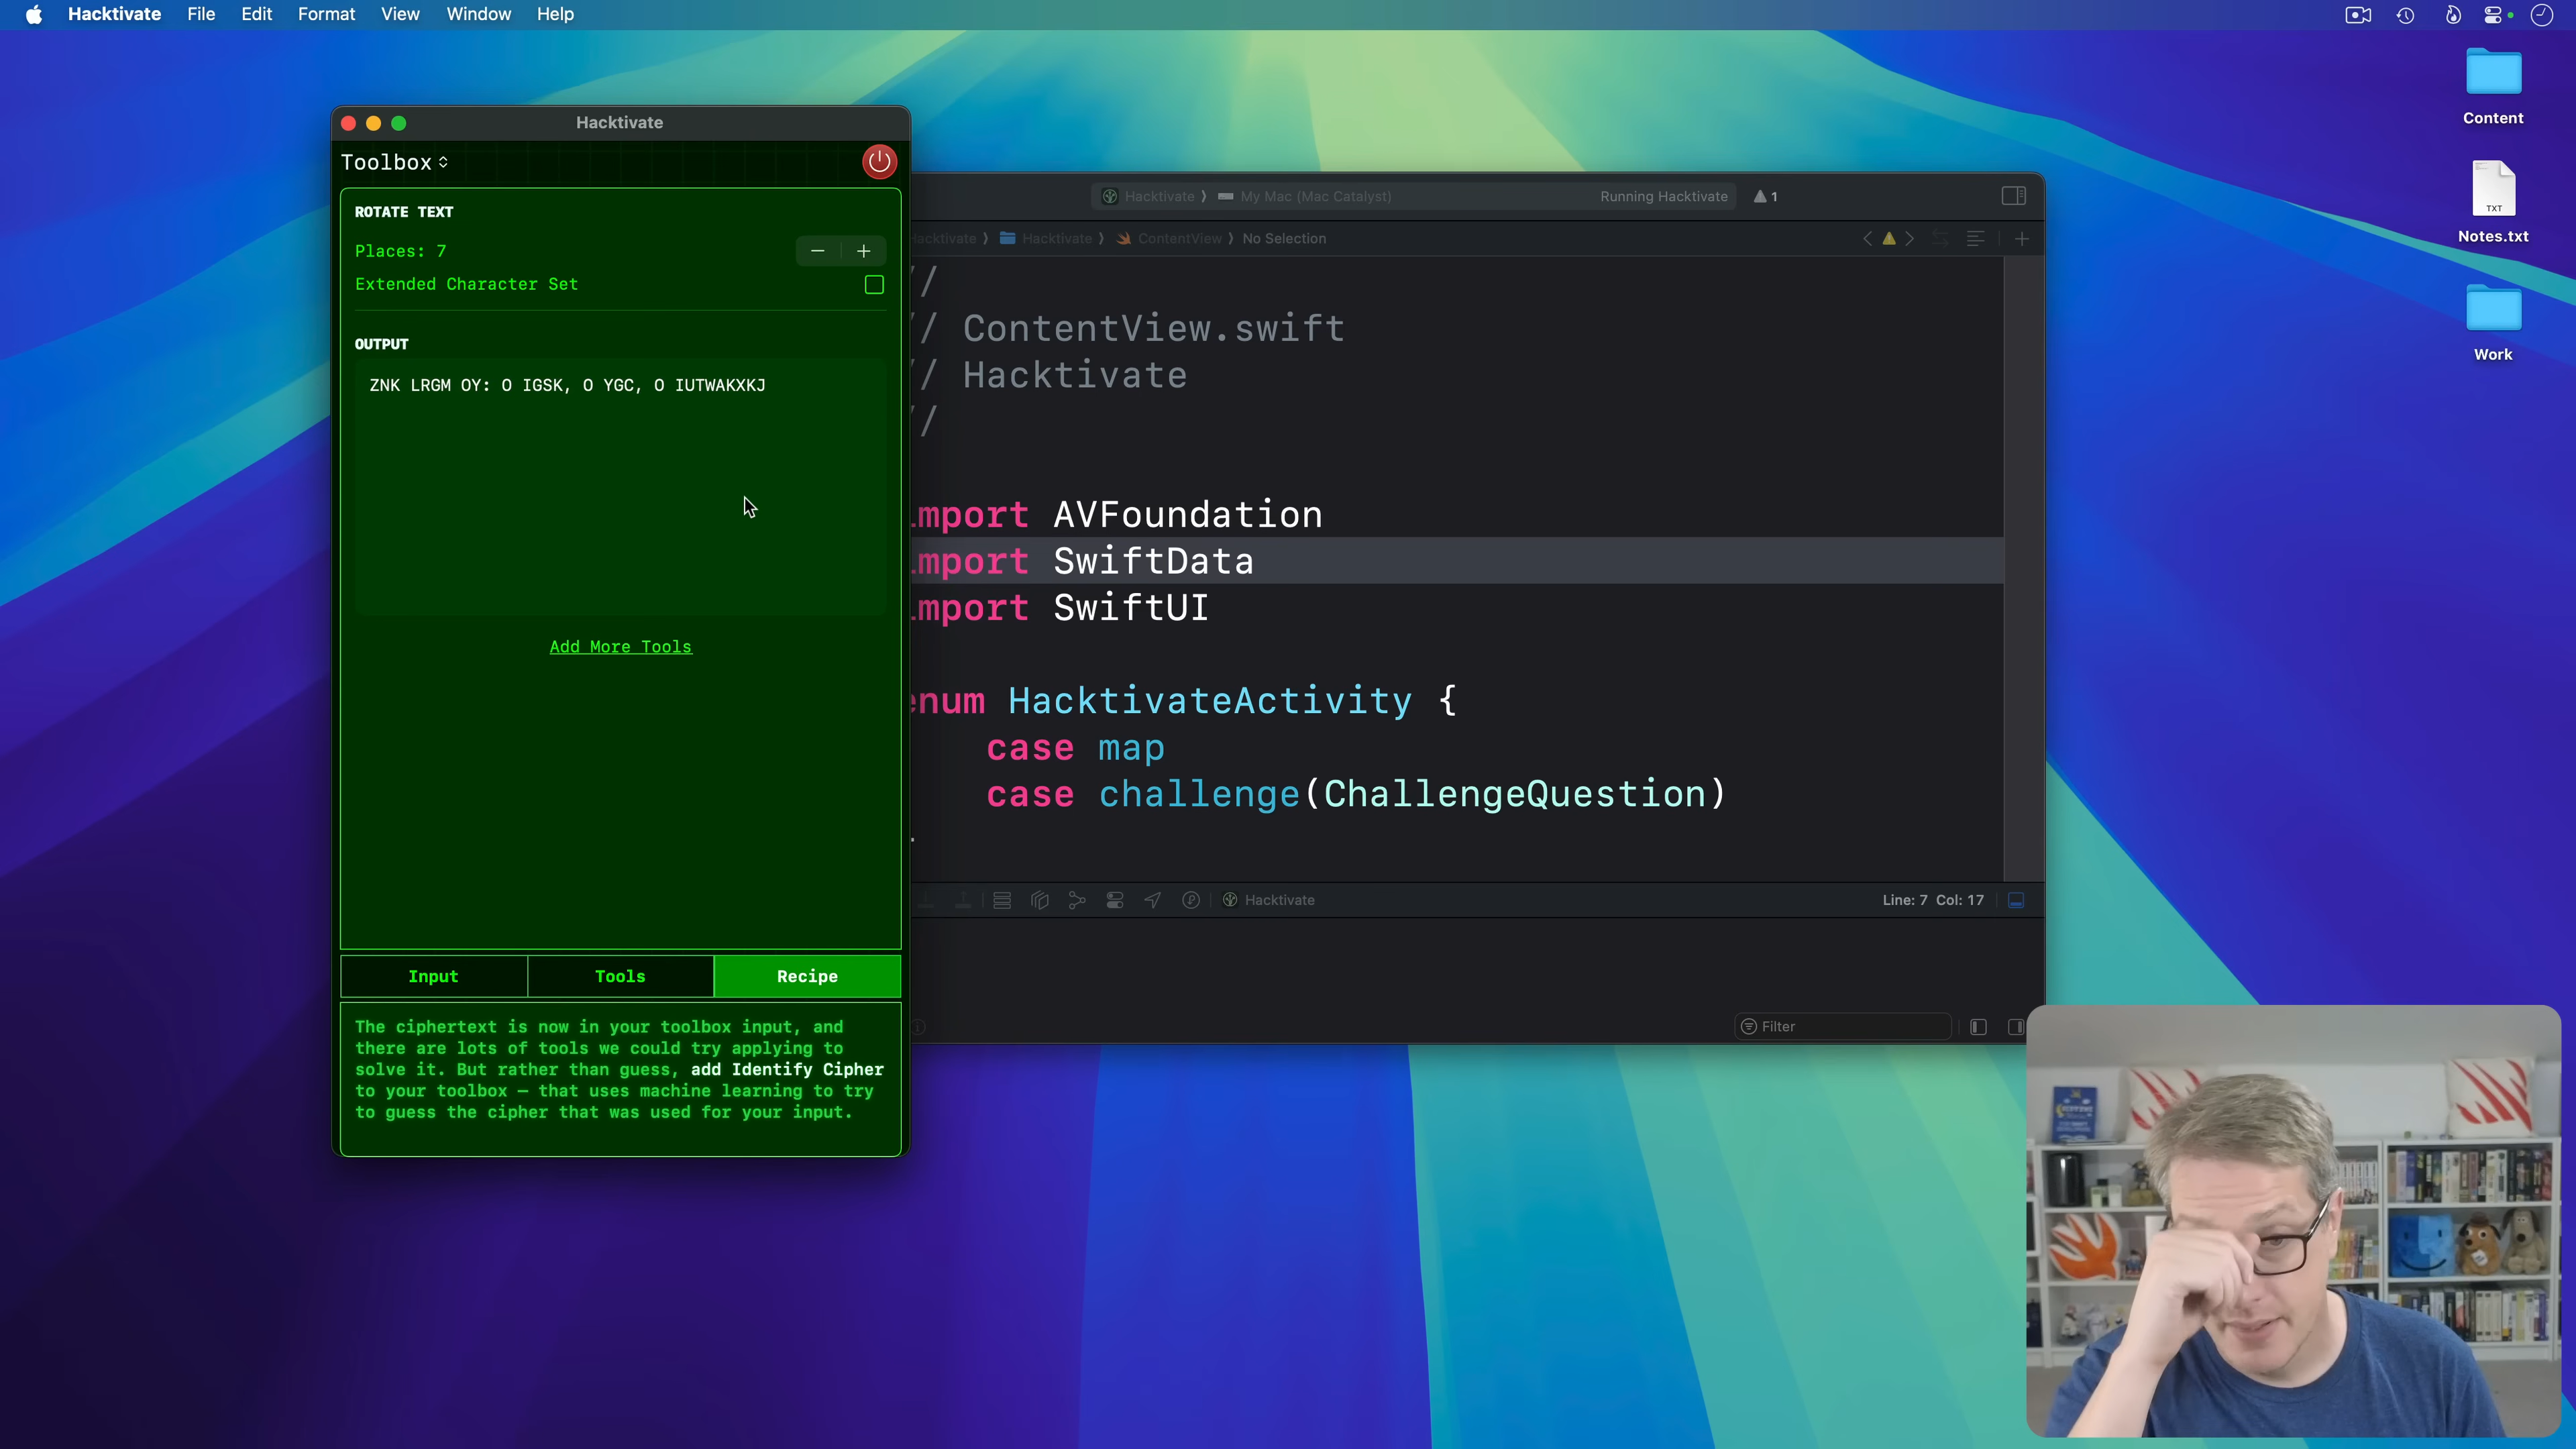 Hacktivate File Edit Format View Window Help
Content
TXT
Notes.txt
Work
Hacktivate
Toolbox
ROTATE TEXT
Places: 7
Extended Character Set
OUTPUT
ZNK LRGM OY: O IGSK, O YGC, O IUTWAKXKJ
Add More Tools
Input Tools Recipe
The ciphertext is now in your toolbox input, and
there are lots of tools we could try applying to
solve it. But rather than guess, add Identify Cipher
to your toolbox — that uses machine learning to try
to guess the cipher that was used for your input.
Hacktivate My Mac (Mac Catalyst) Running Hacktivate 1
Hacktivate Hacktivate ContentView No Selection
/
/ ContentView.swift
/ Hacktivate
/
mport AVFoundation
mport SwiftData
mport SwiftUI
enum HacktivateActivity {
case map
case challenge(ChallengeQuestion)
Hacktivate Line: 7 Col: 17
Filter